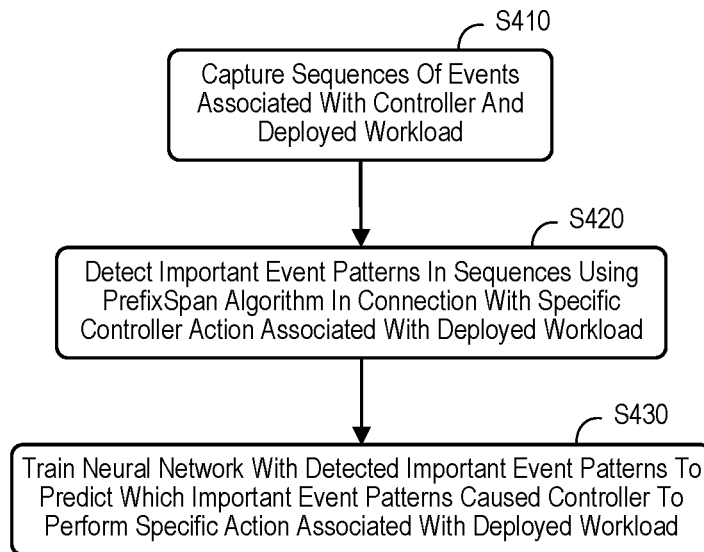 S410
Capture Sequences Of Events
Associated With Controller And
Deployed Workload
S420
Detect Important Event Patterns In Sequences Using
PrefixSpan Algorithm In Connection With Specific
Controller Action Associated With Deployed Workload
S430
Train Neural Network With Detected Important Event Patterns To
Predict Which Important Event Patterns Caused Controller To
Perform Specific Action Associated With Deployed Workload